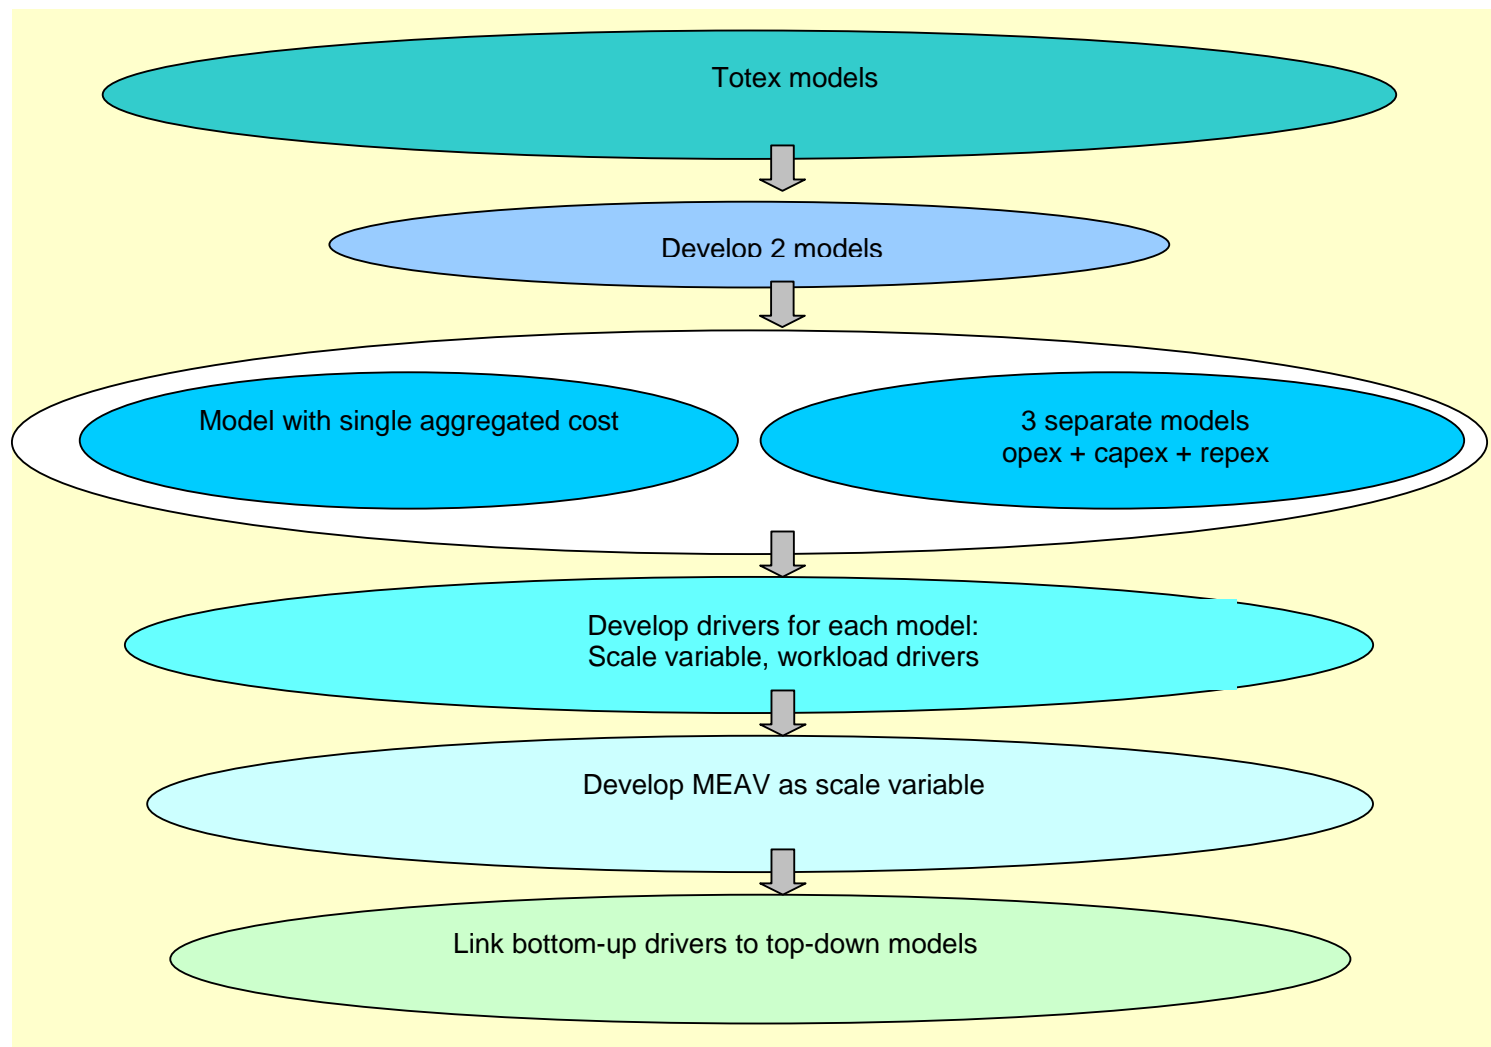 Totex models
Develop 2 models
Model with single aggregated cost
3 separate models
opex + capex + repex
Develop drivers for each model:
Scale variable, workload drivers
Develop MEAV as scale variable
Link bottom-up drivers to top-down models